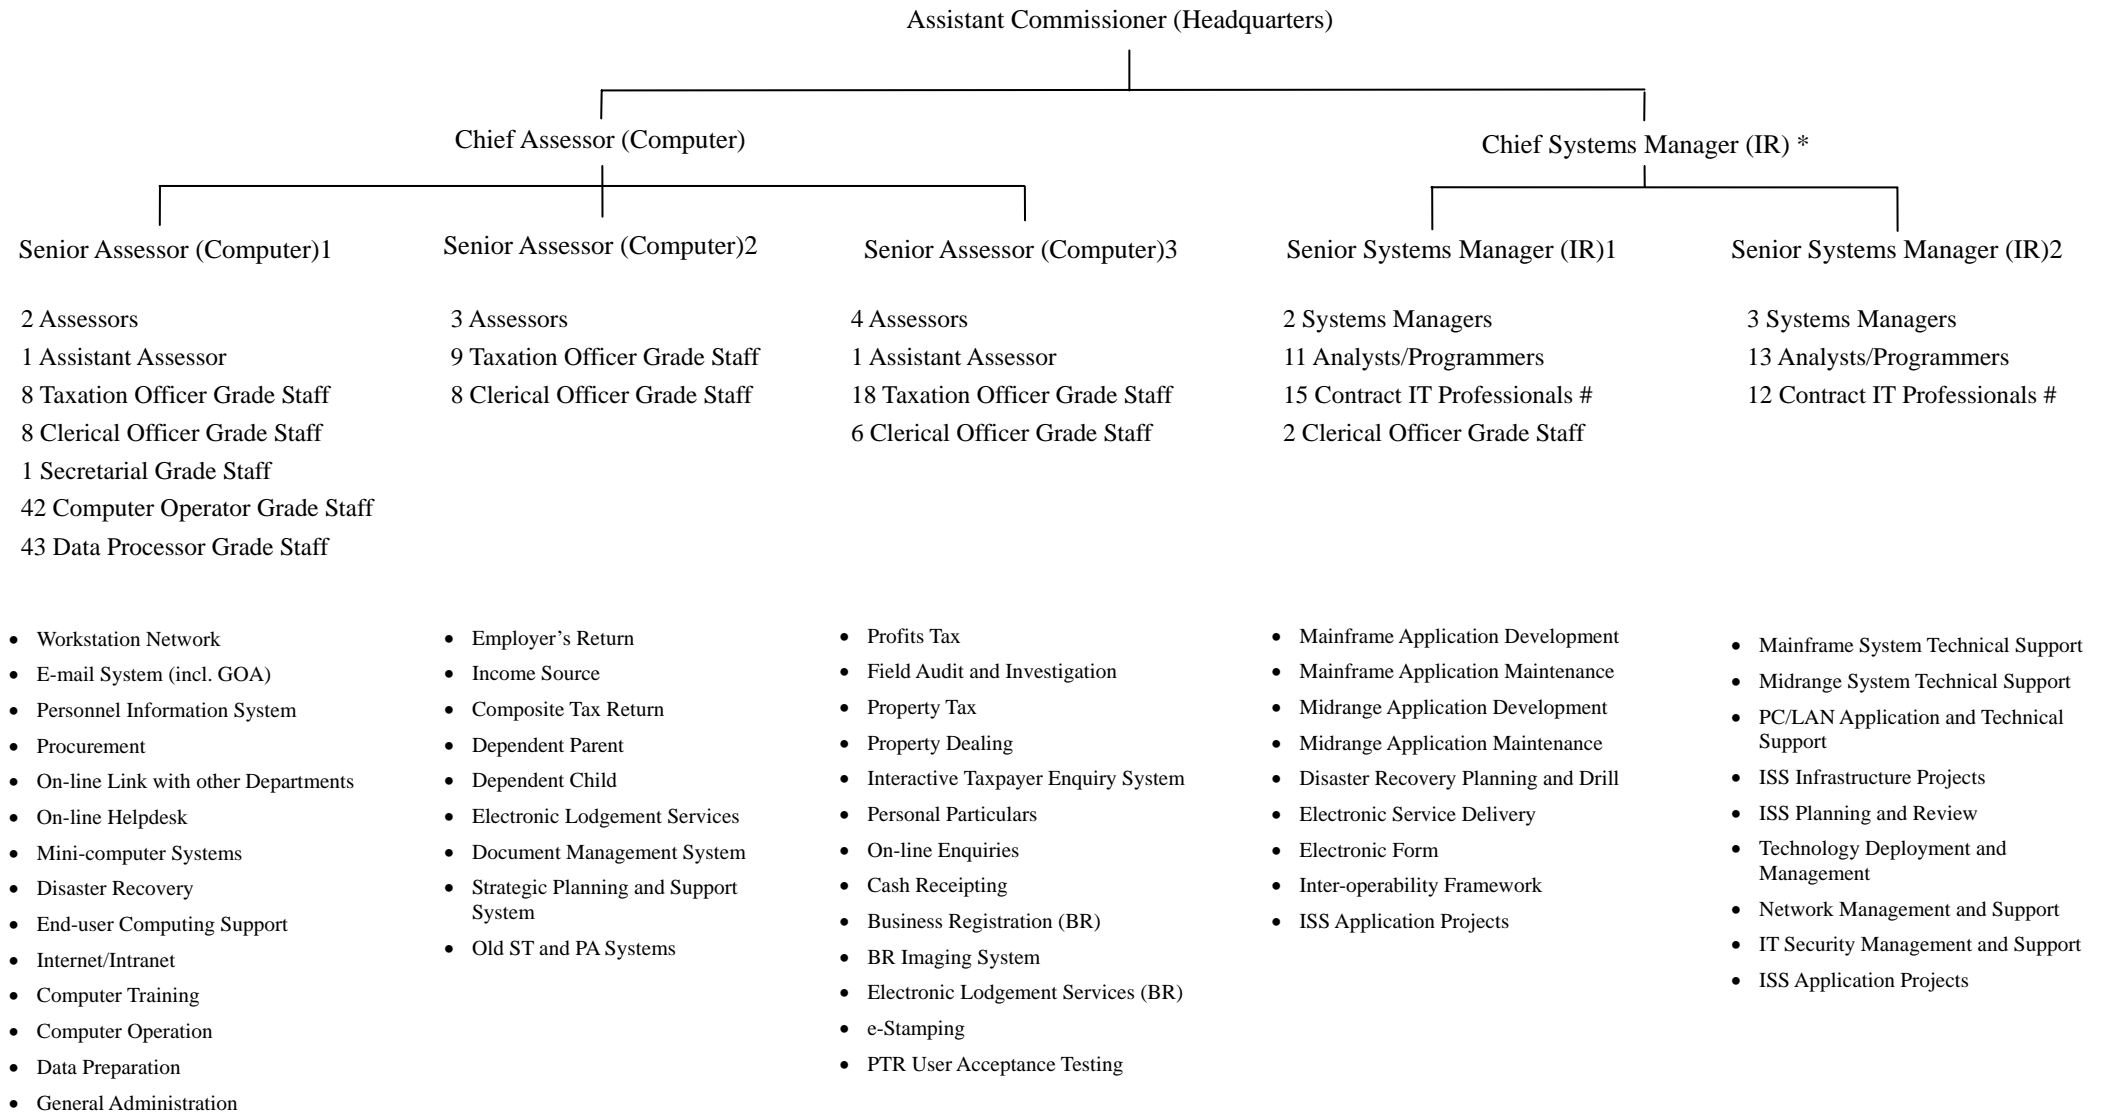 Assistant Commissioner (Headquarters)
Chief Assessor (Computer)
Chief Systems Manager (IR) *
Senior Assessor (Computer)1
Senior Assessor (Computer)2
Senior Assessor (Computer)3
Senior Systems Manager (IR)1
Senior Systems Manager (IR)2
2 Assessors
1 Assistant Assessor
8 Taxation Officer Grade Staff
8 Clerical Officer Grade Staff
1 Secretarial Grade Staff
42 Computer Operator Grade Staff
43 Data Processor Grade Staff
3 Assessors
9 Taxation Officer Grade Staff
8 Clerical Officer Grade Staff
4 Assessors
1 Assistant Assessor
18 Taxation Officer Grade Staff
6 Clerical Officer Grade Staff
2 Systems Managers
11 Analysts/Programmers
15 Contract IT Professionals #
2 Clerical Officer Grade Staff
3 Systems Managers
13 Analysts/Programmers
12 Contract IT Professionals #
• Workstation Network
• E-mail System (incl. GOA)
• Personnel Information System
• Procurement
• On-line Link with other Departments
• On-line Helpdesk
• Mini-computer Systems
• Disaster Recovery
• End-user Computing Support
• Internet/Intranet
• Computer Training
• Computer Operation
• Data Preparation
• General Administration
• Employer’s Return
• Income Source
• Composite Tax Return
• Dependent Parent
• Dependent Child
• Electronic Lodgement Services
• Document Management System
• Strategic Planning and Support
System
• Old ST and PA Systems
• Profits Tax
• Field Audit and Investigation
• Property Tax
• Property Dealing
• Interactive Taxpayer Enquiry System
• Personal Particulars
• On-line Enquiries
• Cash Receipting
• Business Registration (BR)
• BR Imaging System
• Electronic Lodgement Services (BR)
• e-Stamping
• PTR User Acceptance Testing
• Mainframe Application Development
• Mainframe Application Maintenance
• Midrange Application Development
• Midrange Application Maintenance
• Disaster Recovery Planning and Drill
• Electronic Service Delivery
• Electronic Form
• Inter-operability Framework
• ISS Application Projects
• Mainframe System Technical Support
• Midrange System Technical Support
• PC/LAN Application and Technical
Support
• ISS Infrastructure Projects
• ISS Planning and Review
• Technology Deployment and
Management
• Network Management and Support
• IT Security Management and Support
• ISS Application Projects